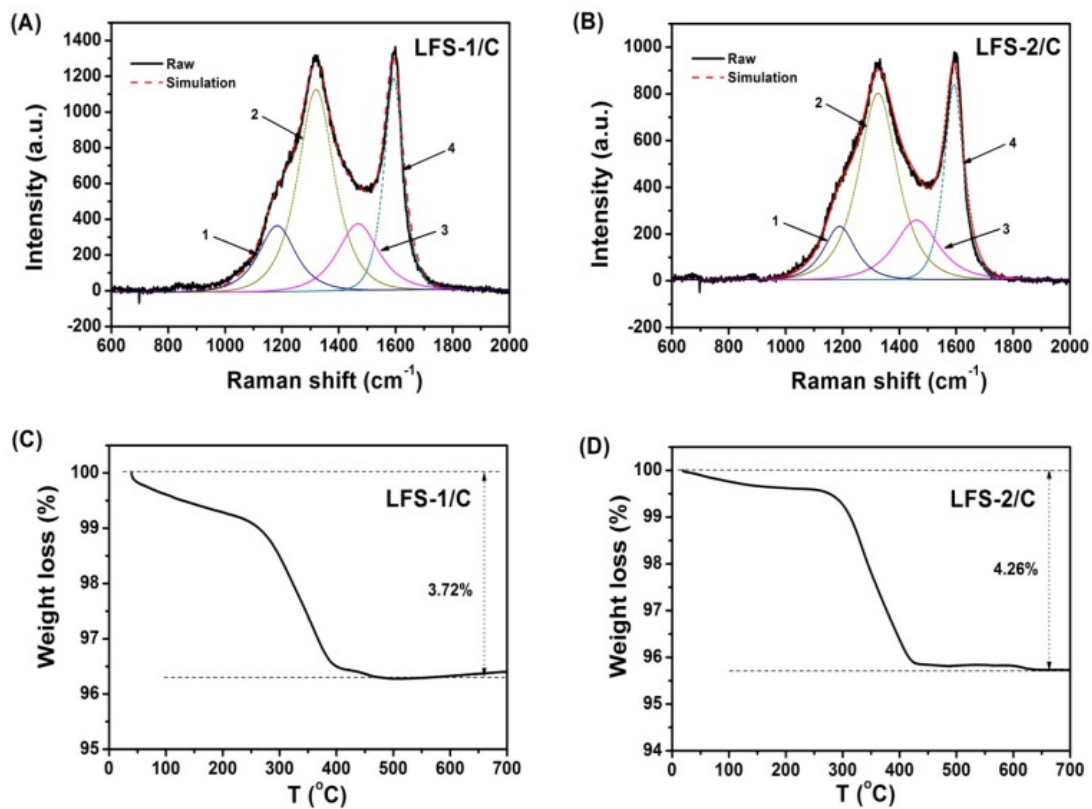 (A)
LFS-1/C
Raw
Simulation
1
2
3
4
1400
1200
1000
800
600
400
200
0
-200
Intensity (a.u.)
600 800 1000 1200 1400 1600 1800 2000
Raman shift (cm⁻¹)
(B)
LFS-2/C
Raw
Simulation
1
2
3
4
1000
800
600
400
200
0
-200
Intensity (a.u.)
600 800 1000 1200 1400 1600 1800 2000
Raman shift (cm⁻¹)
(C)
LFS-1/C
3.72%
100
99
98
97
96
95
Weight loss (%)
0 100 200 300 400 500 600 700
T (°C)
(D)
LFS-2/C
4.26%
100
99
98
97
96
95
94
Weight loss (%)
0 100 200 300 400 500 600 700
T (°C)